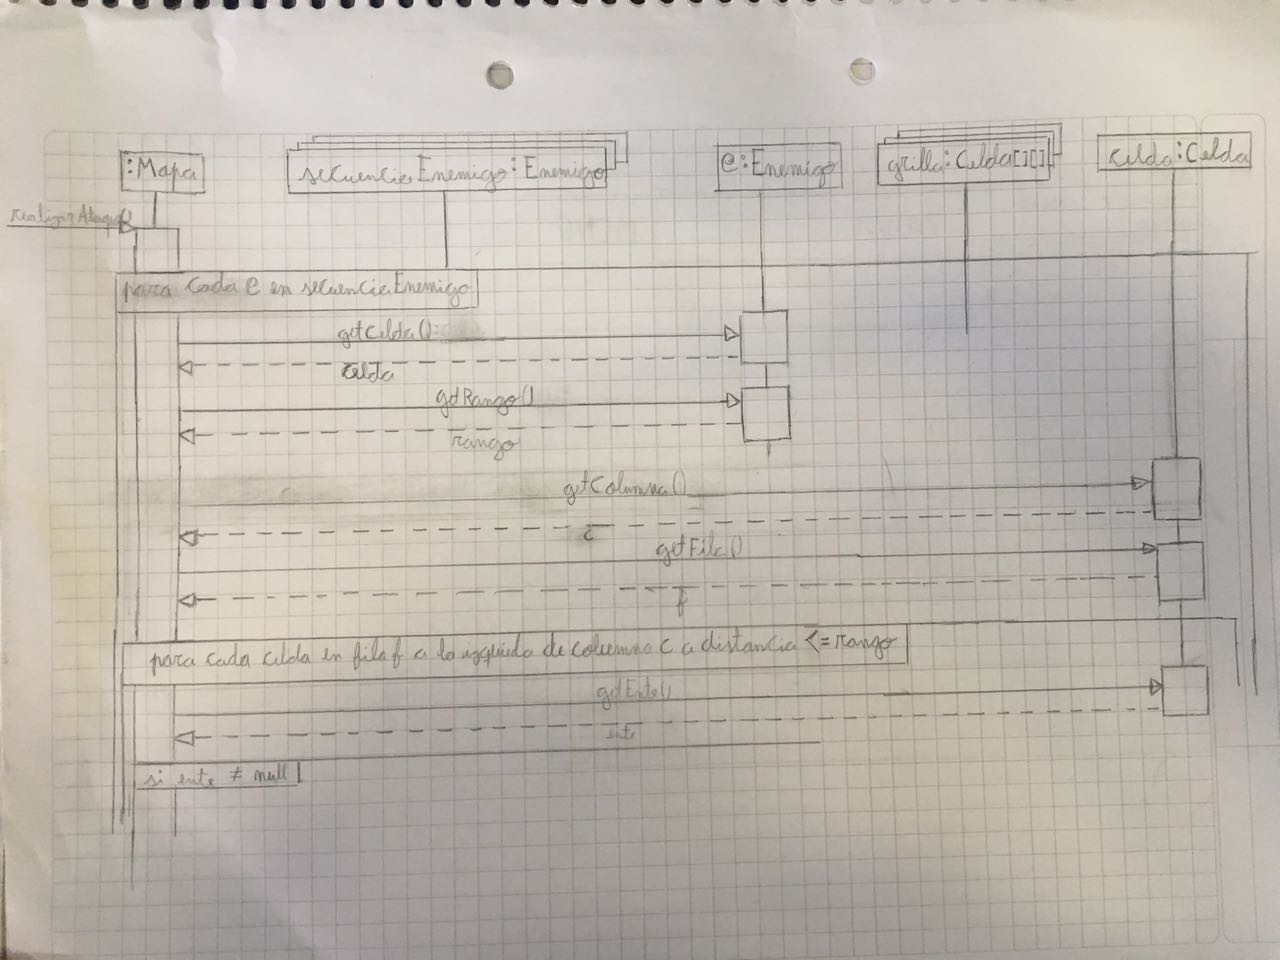 :Mapa
secuenciaEnemigo:Enemigo
e:Enemigo
grilla:Celda[][]
celda:Celda
realizarAtaque()
para cada e en secuenciaEnemigo
getCelda()
celda
getRango()
rango
getColumna()
c
getFila()
f
para cada celda en fila f a la izquierda de columna c a distancia <=rango
getEnte()
ente
si ente ≠ null